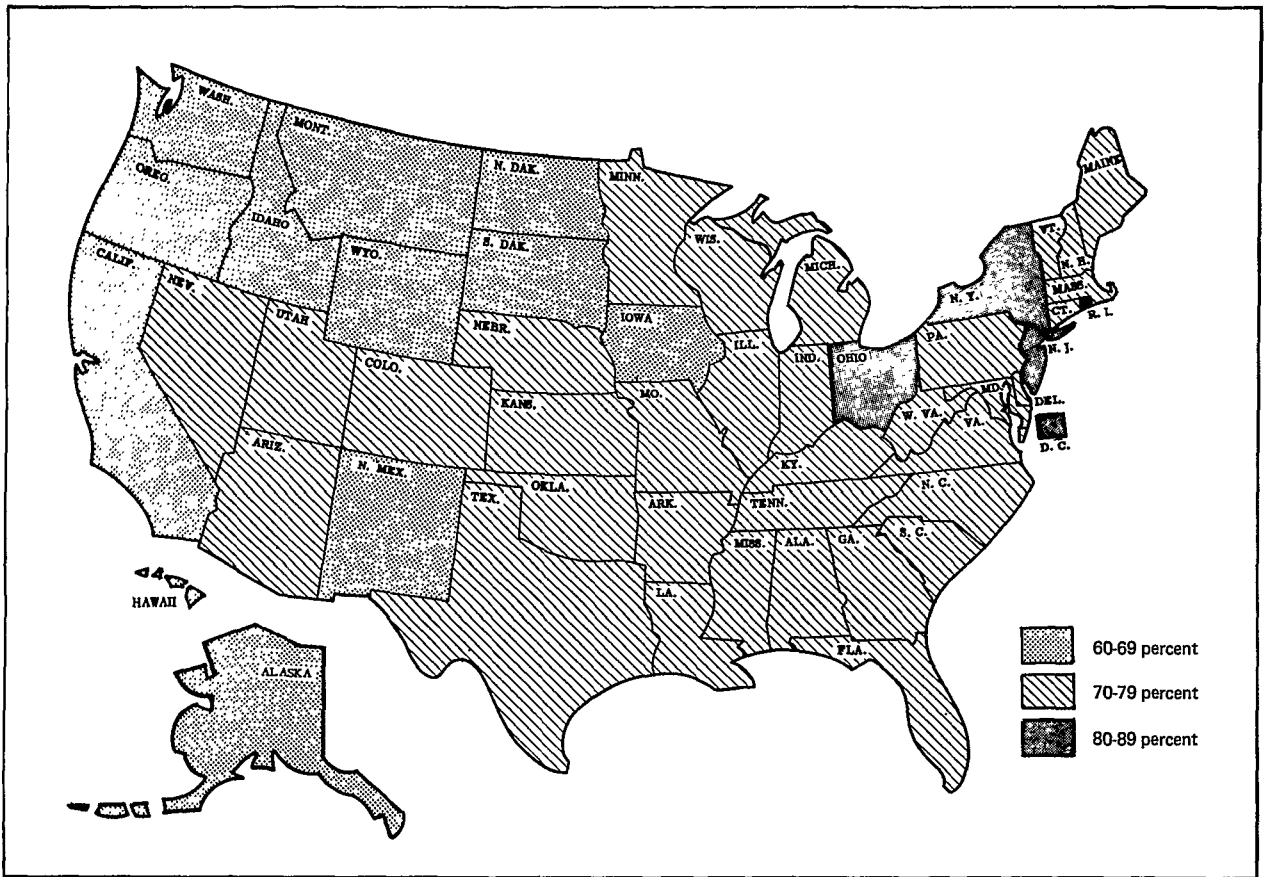 WASH.
MONT.
N. DAK.
MINN.
MAINE
OREG.
IDAHO
WYO.
S. DAK.
WIS.
MICH.
VT.
N. H.
CALIF.
NEV.
UTAH
NEBR.
IOWA
N. Y.
MASS.
CT.
R. I.
COLO.
KANS.
MO.
ILL.
IND.
OHIO
PA.
N. J.
MD.
DEL.
W. VA.
VA.
D. C.
ARIZ.
N. MEX.
KY.
N. C.
TEX.
OKLA.
ARK.
TENN.
MISS.
ALA.
GA.
S. C.
LA.
FLA.
HAWAII
ALASKA
60-69 percent
70-79 percent
80-89 percent